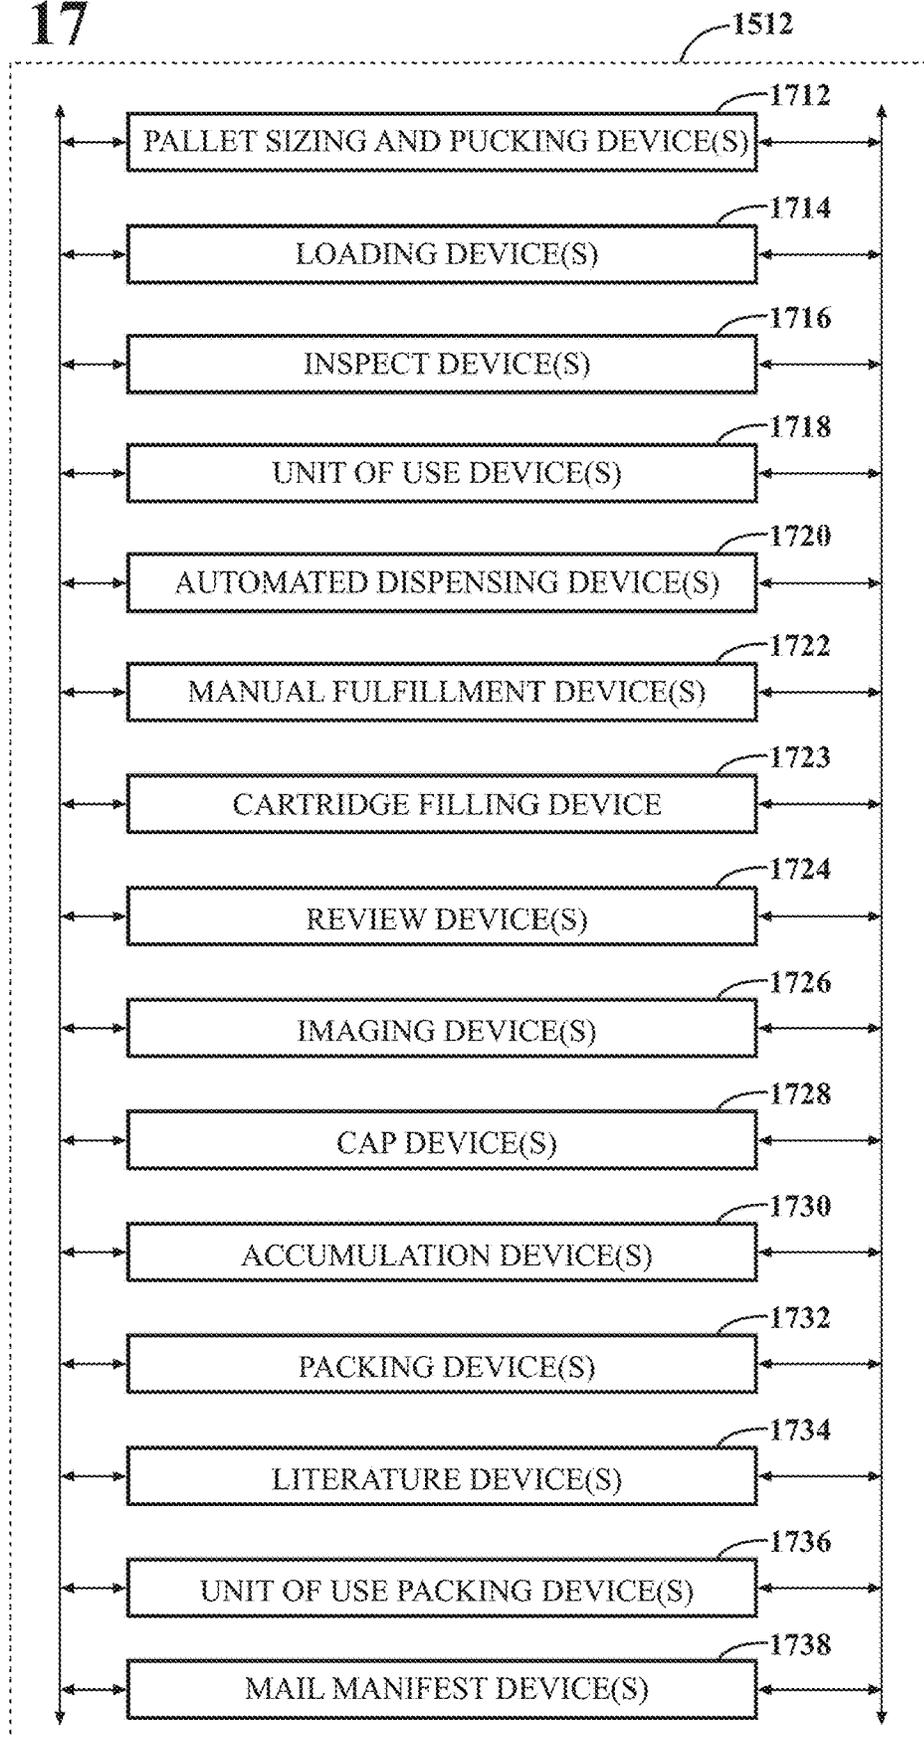 17
1512
1712
PALLET SIZING AND PUCKING DEVICE(S)
1714
LOADING DEVICE(S)
1716
INSPECT DEVICE(S)
1718
UNIT OF USE DEVICE(S)
1720
AUTOMATED DISPENSING DEVICE(S)
1722
MANUAL FULFILLMENT DEVICE(S)
1723
CARTRIDGE FILLING DEVICE
1724
REVIEW DEVICE(S)
1726
IMAGING DEVICE(S)
1728
CAP DEVICE(S)
1730
ACCUMULATION DEVICE(S)
1732
PACKING DEVICE(S)
1734
LITERATURE DEVICE(S)
1736
UNIT OF USE PACKING DEVICE(S)
1738
MAIL MANIFEST DEVICE(S)